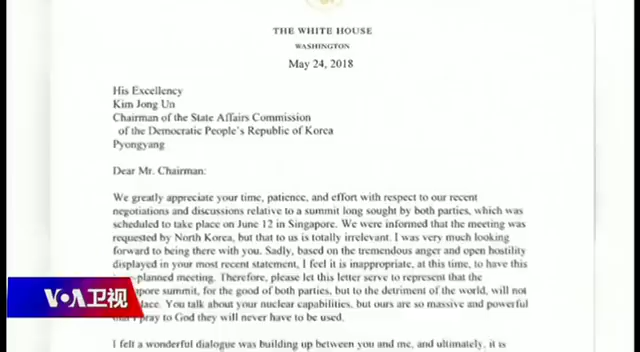 THE WHITE HOUSE
WASHINGTON
May 24, 2018
His Excellency
Kim Jong Un
Chairman of the State Affairs Commission
of the Democratic People's Republic of Korea
Pyongyang
Dear Mr. Chairman:
We greatly appreciate your time, patience, and effort with respect to our recent
negotiations and discussions relative to a summit long sought by both parties, which was
scheduled to take place on June 12 in Singapore. We were informed that the meeting was
requested by North Korea, but that to us is totally irrelevant. I was very much looking
forward to being there with you. Sadly, based on the tremendous anger and open hostility
displayed in your most recent statement, I feel it is inappropriate, at this time, to have this
planned meeting. Therefore, please let this letter serve to represent that the
summit, for the good of both parties, but to the detriment of the world, will not
You talk about your nuclear capabilities, but ours are so massive and powerful
pray to God they will never have to be used.
I felt a wonderful dialogue was building up between you and me, and ultimately, it is
VOA卫视